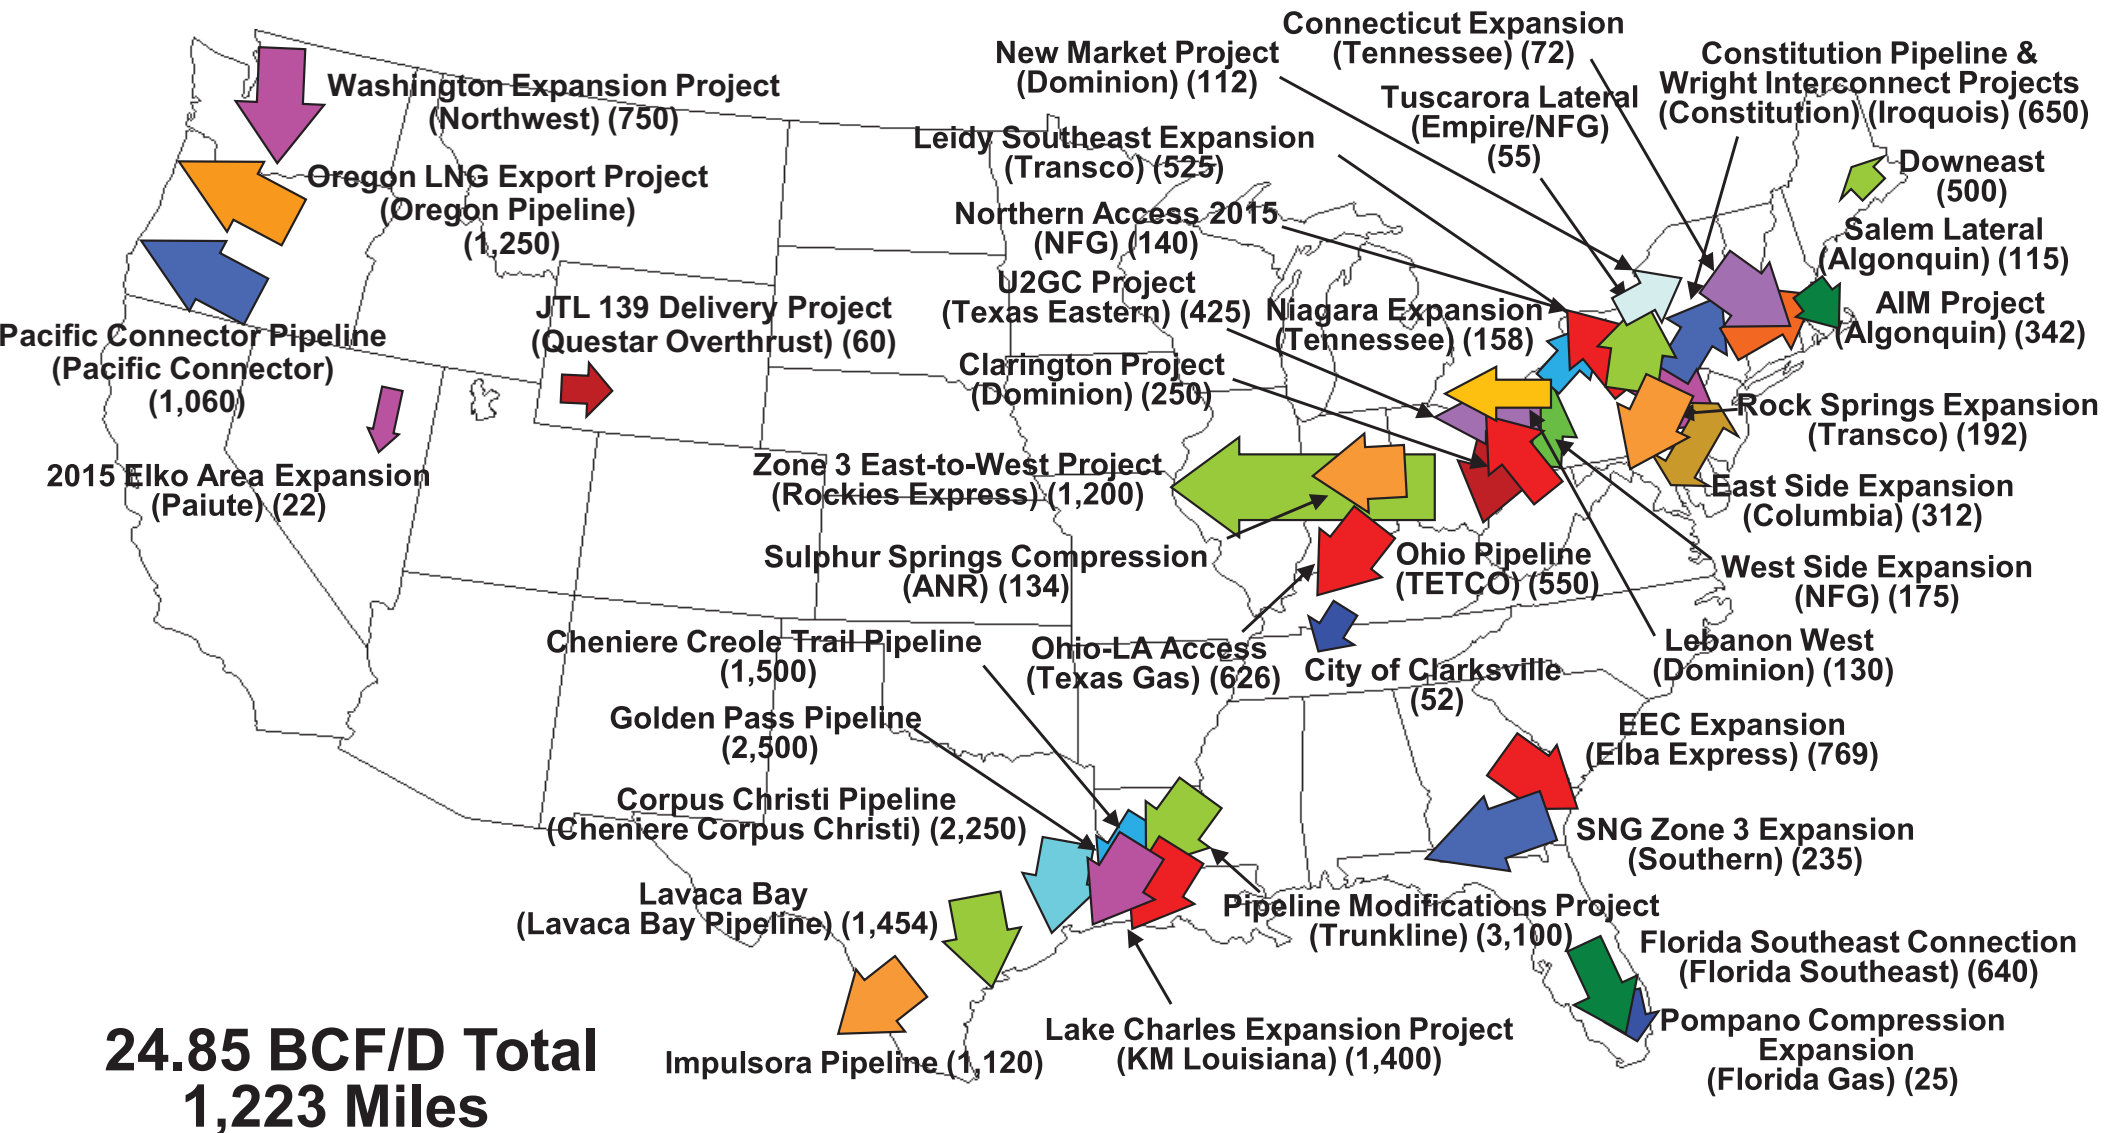 Washington Expansion Project
(Northwest) (750)
Oregon LNG Export Project
(Oregon Pipeline)
(1,250)
Pacific Connector Pipeline
(Pacific Connector)
(1,060)
JTL 139 Delivery Project
(Questar Overthrust) (60)
2015 Elko Area Expansion
(Paiute) (22)
Connecticut Expansion
(Tennessee) (72)
New Market Project
(Dominion) (112)
Constitution Pipeline &
Wright Interconnect Projects
(Constitution) (Iroquois) (650)
Tuscarora Lateral
(Empire/NFG)
(55)
Leidy Southeast Expansion
(Transco) (525)
Downeast
(500)
Northern Access 2015
(NFG) (140)
Salem Lateral
(Algonquin) (115)
U2GC Project
(Texas Eastern) (425)
Niagara Expansion
(Tennessee) (158)
AIM Project
(Algonquin) (342)
Clarington Project
(Dominion) (250)
Rock Springs Expansion
(Transco) (192)
Zone 3 East-to-West Project
(Rockies Express) (1,200)
East Side Expansion
(Columbia) (312)
Sulphur Springs Compression
(ANR) (134)
Ohio Pipeline
(TETCO) (550)
West Side Expansion
(NFG) (175)
Cheniere Creole Trail Pipeline
(1,500)
Ohio-LA Access
(Texas Gas) (626)
City of Clarksville
(52)
Lebanon West
(Dominion) (130)
Golden Pass Pipeline
(2,500)
EEC Expansion
(Elba Express) (769)
Corpus Christi Pipeline
(Cheniere Corpus Christi) (2,250)
SNG Zone 3 Expansion
(Southern) (235)
Lavaca Bay
(Lavaca Bay Pipeline) (1,454)
Pipeline Modifications Project
(Trunkline) (3,100)
Florida Southeast Connection
(Florida Southeast) (640)
Impulsora Pipeline (1,120)
Lake Charles Expansion Project
(KM Louisiana) (1,400)
Pompano Compression
Expansion
(Florida Gas) (25)
24.85 BCF/D Total
1,223 Miles